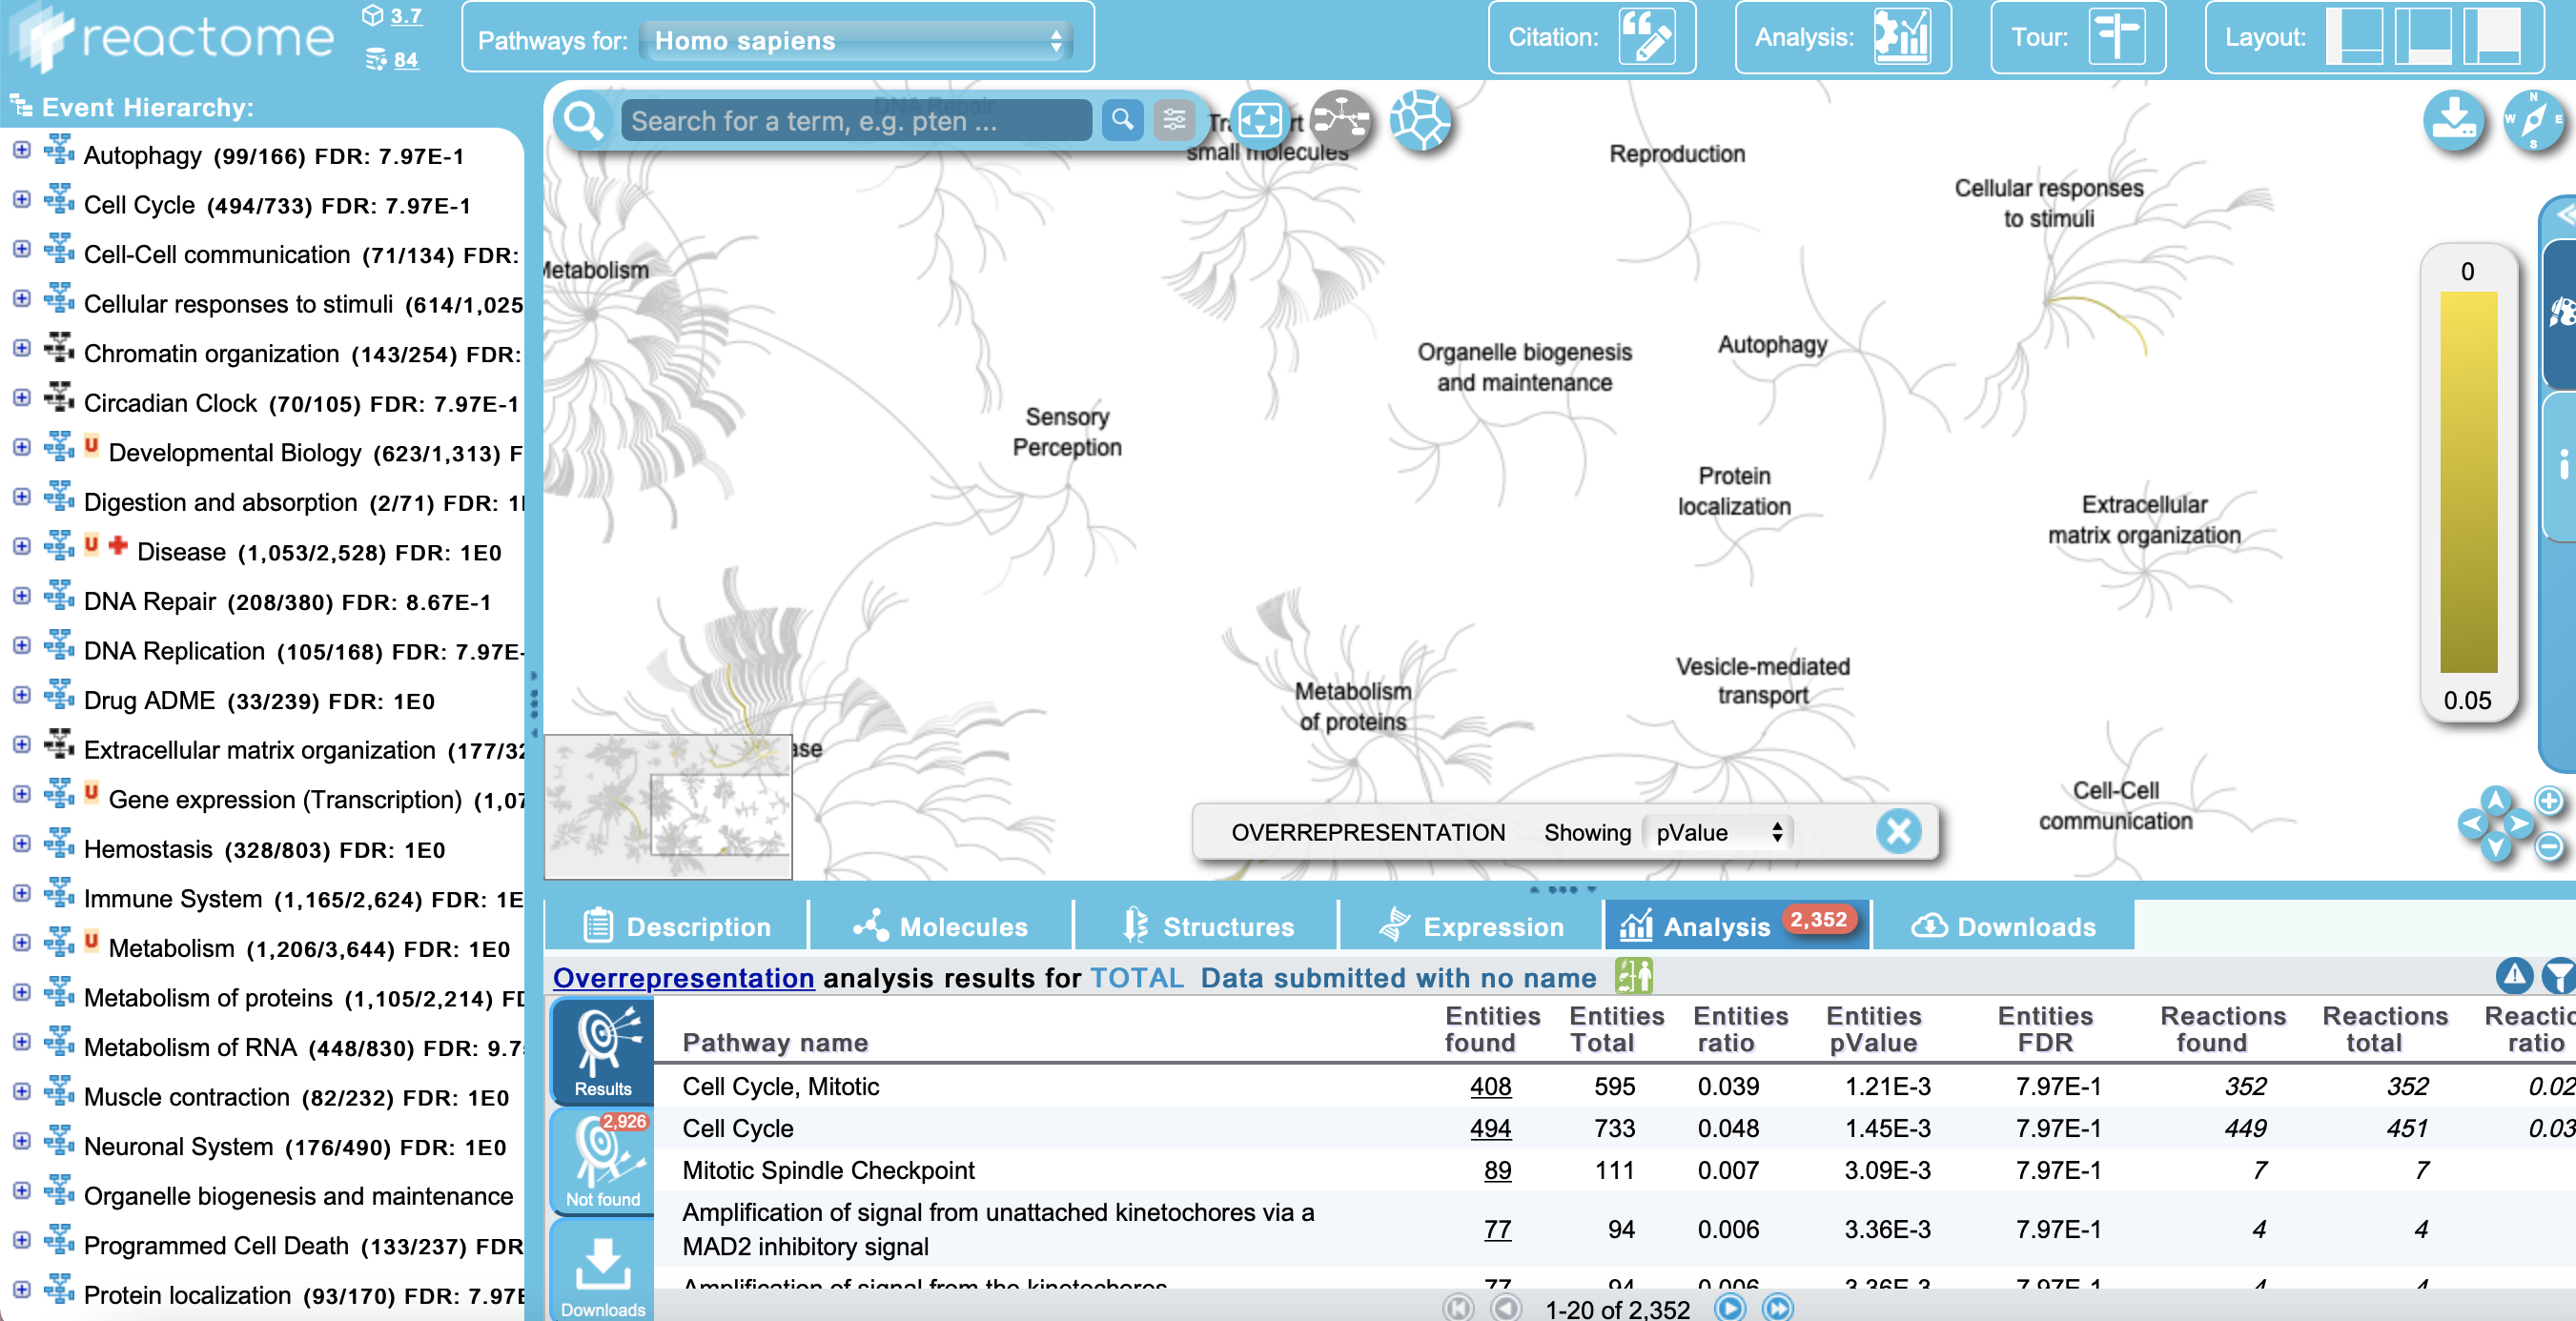 reactome
3.7
84
Pathways for: Homo sapiens
Citation:
Analysis:
Tour:
Layout:
Event Hierarchy:
Autophagy (99/166) FDR: 7.97E-1
Cell Cycle (494/733) FDR: 7.97E-1
Cell-Cell communication (71/134) FDR:
Cellular responses to stimuli (614/1,025
Chromatin organization (143/254) FDR:
Circadian Clock (70/105) FDR: 7.97E-1
U Developmental Biology (623/1,313) F
Digestion and absorption (2/71) FDR: 1
U Disease (1,053/2,528) FDR: 1E0
DNA Repair (208/380) FDR: 8.67E-1
DNA Replication (105/168) FDR: 7.97E-
Drug ADME (33/239) FDR: 1E0
Extracellular matrix organization (177/32
U Gene expression (Transcription) (1,07
Hemostasis (328/803) FDR: 1E0
Immune System (1,165/2,624) FDR: 1E
U Metabolism (1,206/3,644) FDR: 1E0
Metabolism of proteins (1,105/2,214) F
Metabolism of RNA (448/830) FDR: 9.7
Muscle contraction (82/232) FDR: 1E0
Neuronal System (176/490) FDR: 1E0
Organelle biogenesis and maintenance
Programmed Cell Death (133/237) FDR
Protein localization (93/170) FDR: 7.97E
DNA Repair
Search for a term, e.g. pten ...
small molecules
Reproduction
Cellular responses
to stimuli
N
W E
S
Metabolism
0
0.05
Organelle biogenesis
and maintenance
Autophagy
Sensory
Perception
Protein
localization
Extracellular
matrix organization
Metabolism
of proteins
Vesicle-mediated
transport
ase
Cell-Cell
communication
OVERREPRESENTATION Showing pValue
Description
Molecules
Structures
Expression
Analysis 2,352
Downloads
Overrepresentation analysis results for TOTAL Data submitted with no name
Results
2,926
Not found
Downloads
Pathway name Entities found Entities Total Entities ratio Entities pValue Entities FDR Reactions found Reactions total Reactio ratio
Cell Cycle, Mitotic 408 595 0.039 1.21E-3 7.97E-1 352 352 0.02
Cell Cycle 494 733 0.048 1.45E-3 7.97E-1 449 451 0.03
Mitotic Spindle Checkpoint 89 111 0.007 3.09E-3 7.97E-1 7 7
Amplification of signal from unattached kinetochores via a
MAD2 inhibitory signal 77 94 0.006 3.36E-3 7.97E-1 4 4
Amplification of signal from the kinetochores 77 94 0.006 3.36E-3 7.97E-1 4 4
1-20 of 2,352